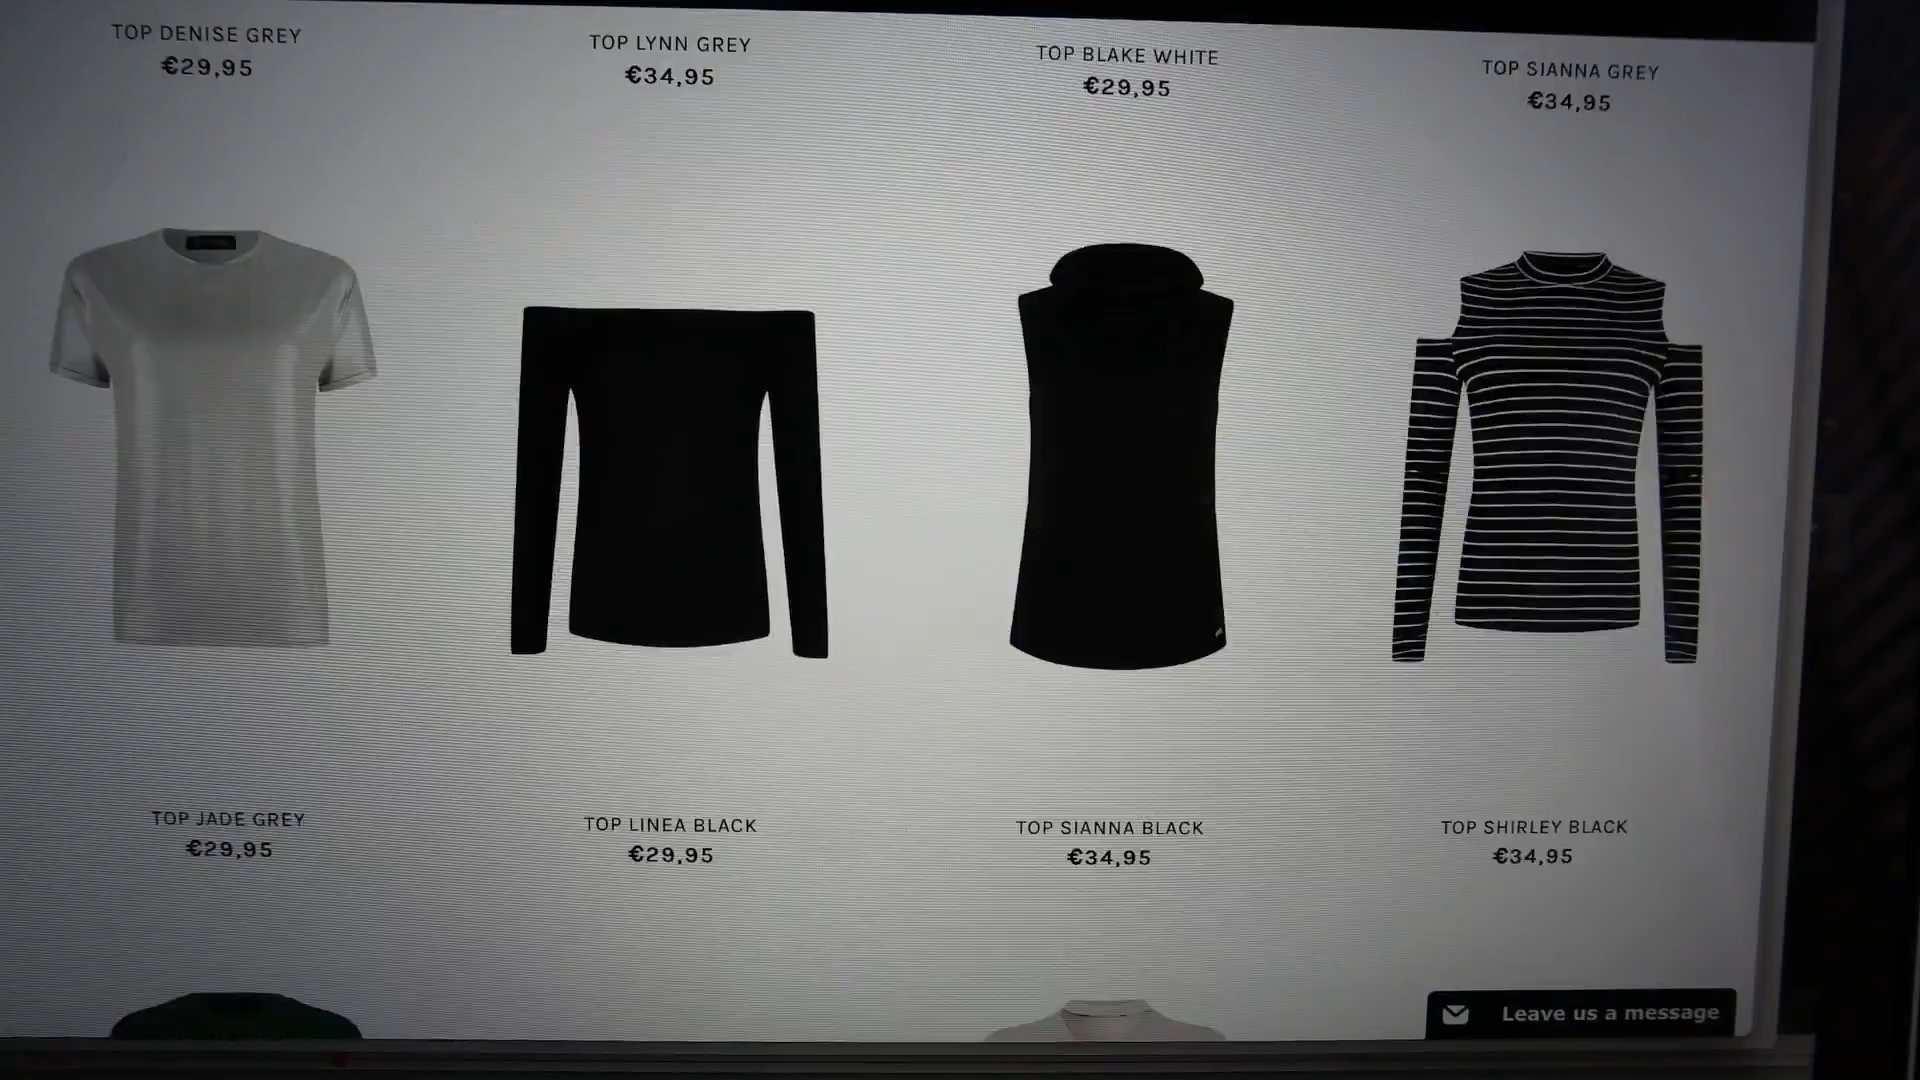 TOP DENISE GREY
€29,95
TOP LYNN GREY
€34,95
TOP BLAKE WHITE
€29,95
TOP SIANNA GREY
€34,95
TOP JADE GREY
€29,95
TOP LINEA BLACK
€29,95
TOP SIANNA BLACK
€34,95
TOP SHIRLEY BLACK
€34,95
Leave us a message